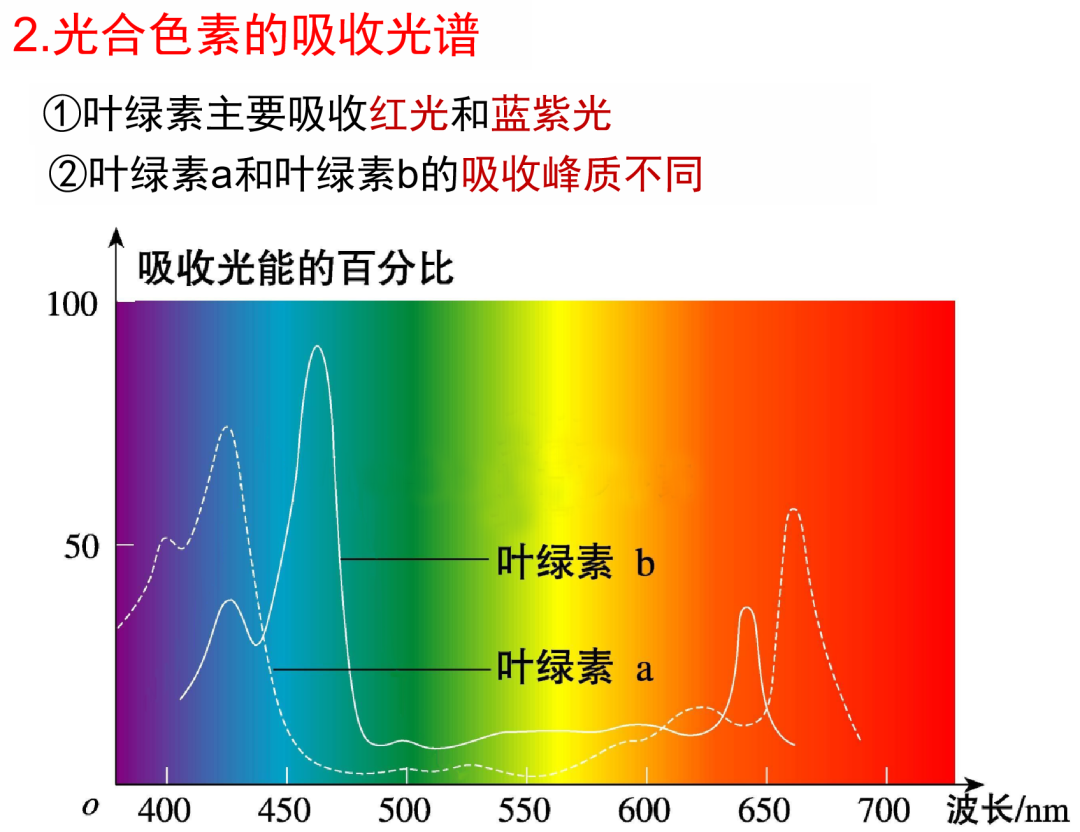 2.光合色素的吸收光谱
①叶绿素主要吸收红光和蓝紫光
②叶绿素a和叶绿素b的吸收峰质不同
吸收光能的百分比
100
50
叶绿素 b
叶绿素 a
o 400 450 500 550 600 650 700 波长/nm